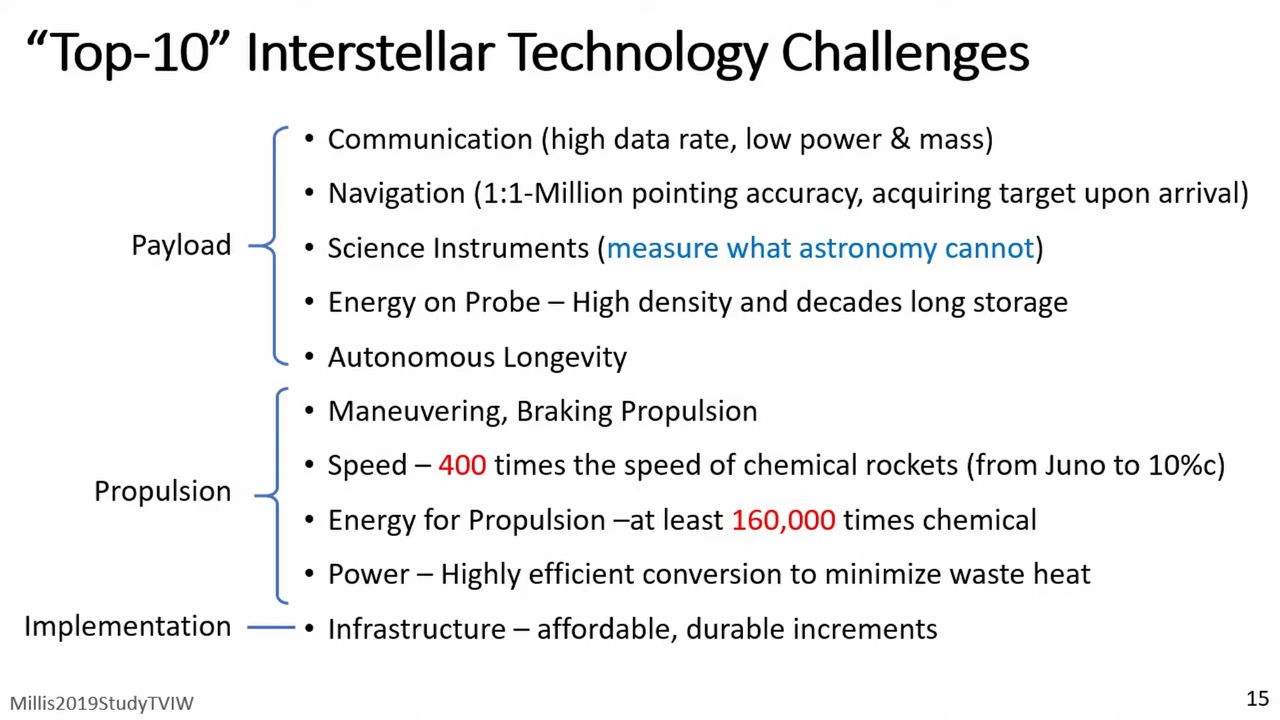 “Top-10” Interstellar Technology Challenges
Payload
• Communication (high data rate, low power & mass)
• Navigation (1:1-Million pointing accuracy, acquiring target upon arrival)
• Science Instruments (measure what astronomy cannot)
• Energy on Probe – High density and decades long storage
• Autonomous Longevity
Propulsion
• Maneuvering, Braking Propulsion
• Speed – 400 times the speed of chemical rockets (from Juno to 10%c)
• Energy for Propulsion –at least 160,000 times chemical
• Power – Highly efficient conversion to minimize waste heat
Implementation
• Infrastructure – affordable, durable increments
Millis2019StudyTVIW
15